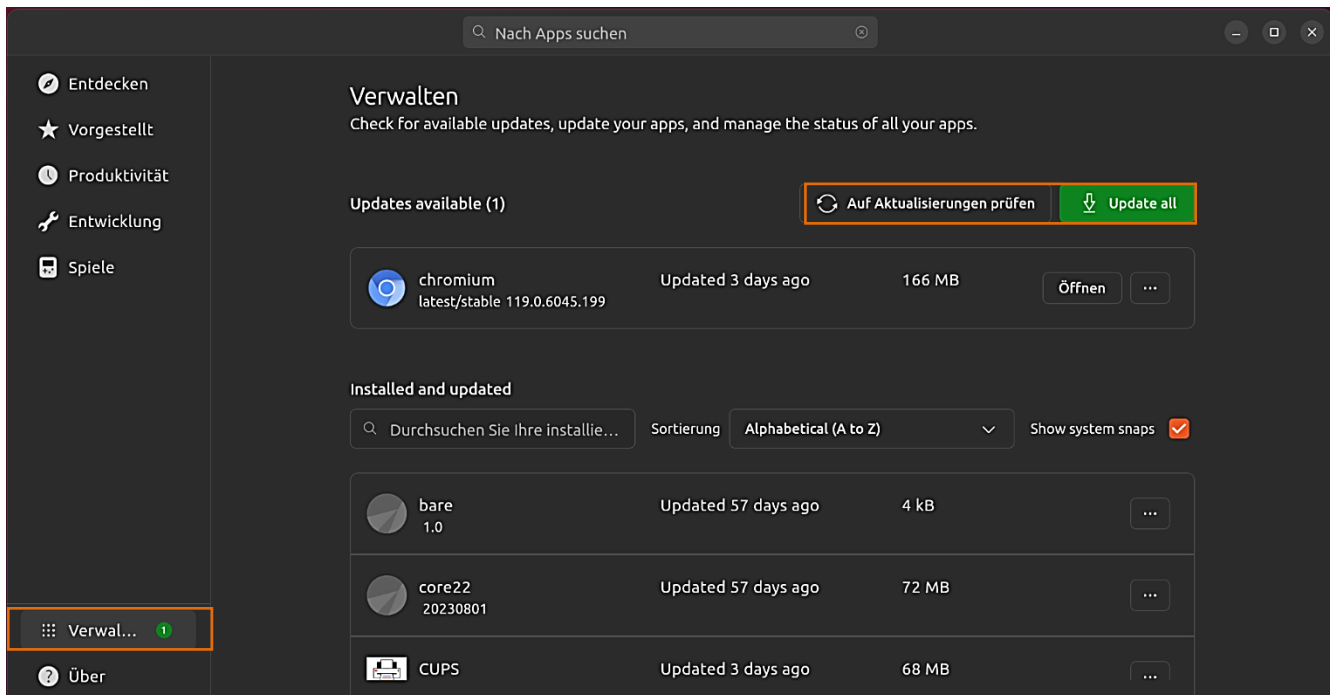 Nach Apps suchen
Entdecken
Vorgestellt
Produktivität
Entwicklung
Spiele
Verwal... 1
Über
Verwalten
Check for available updates, update your apps, and manage the status of all your apps.
Updates available (1)
Auf Aktualisierungen prüfen
Update all
chromium
latest/stable 119.0.6045.199
Updated 3 days ago
166 MB
Öffnen
Installed and updated
Durchsuchen Sie Ihre installie...
Sortierung
Alphabetical (A to Z)
Show system snaps
bare
1.0
Updated 57 days ago
4 kB
core22
20230801
Updated 57 days ago
72 MB
CUPS
Updated 3 days ago
68 MB